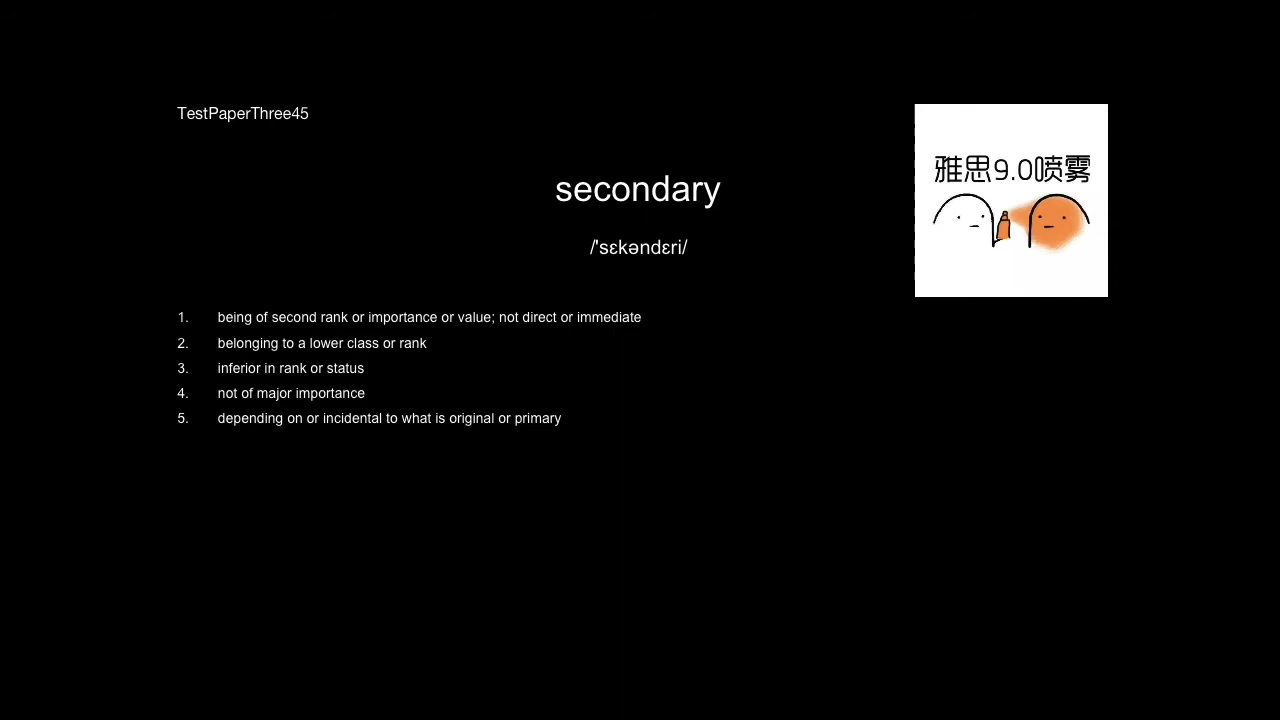 TestPaperThree45
雅思9.0喷雾
secondary
/'sɛkəndɛri/
1. being of second rank or importance or value; not direct or immediate
2. belonging to a lower class or rank
3. inferior in rank or status
4. not of major importance
5. depending on or incidental to what is original or primary